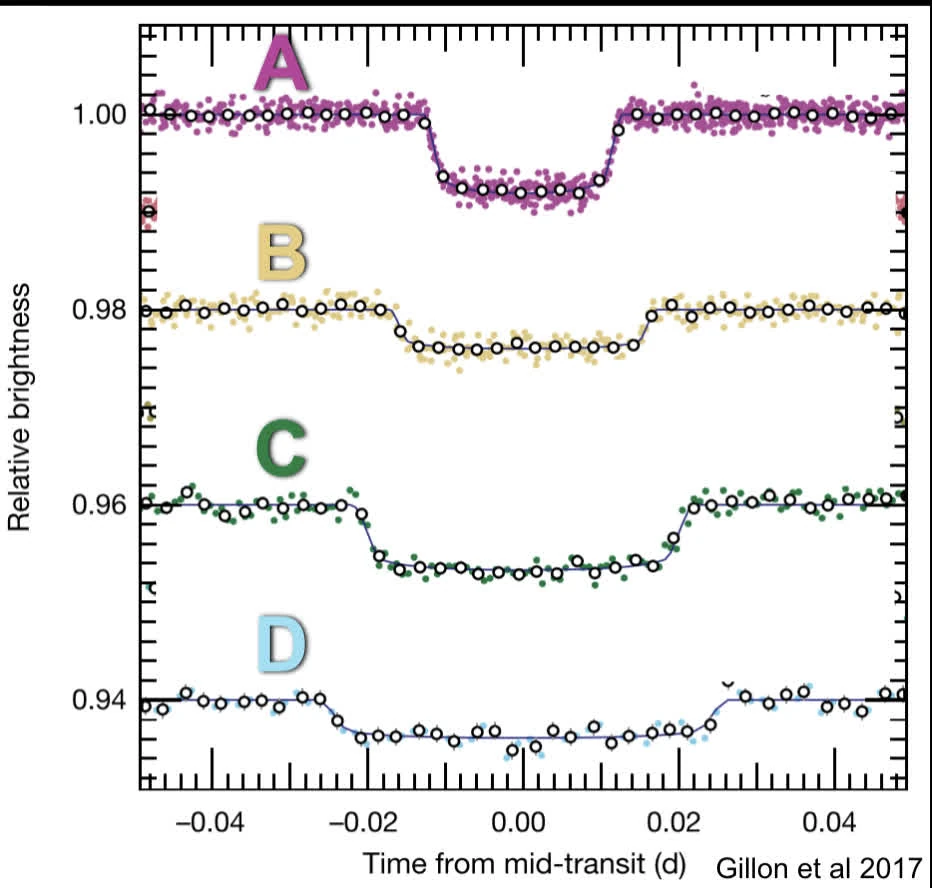 A
1.00
B
0.98
Relative brightness
C
0.96
D
0.94
−0.04 −0.02 0.00 0.02 0.04
Time from mid-transit (d)
Gillon et al 2017